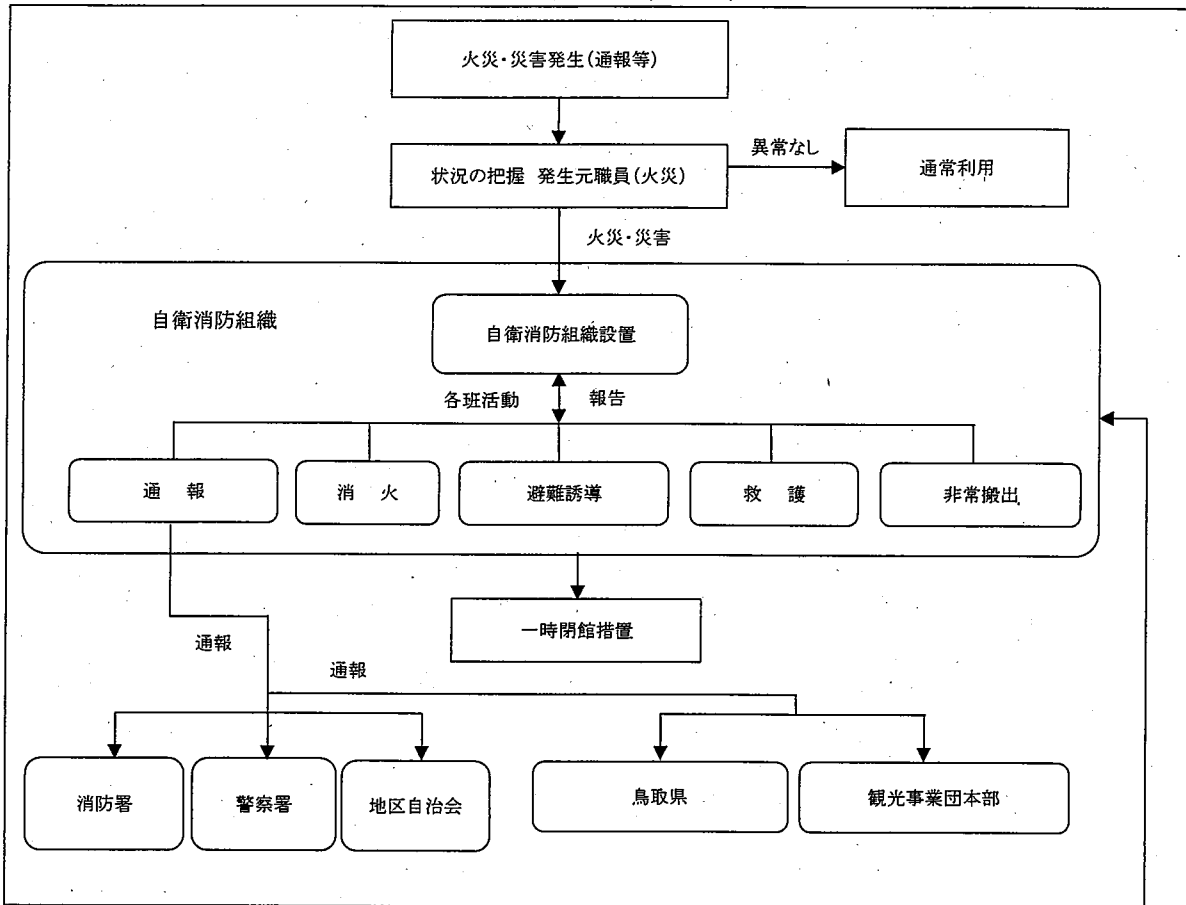 火災・災害発生(通報等)
状況の把握 発生元職員(火災)
異常なし
通常利用
火災・災害
自衛消防組織
自衛消防組織設置
各班活動
報告
通 報
消 火
避難誘導
救 護
非常搬出
一時閉館措置
通報
通報
消防署
警察署
地区自治会
鳥取県
観光事業団本部